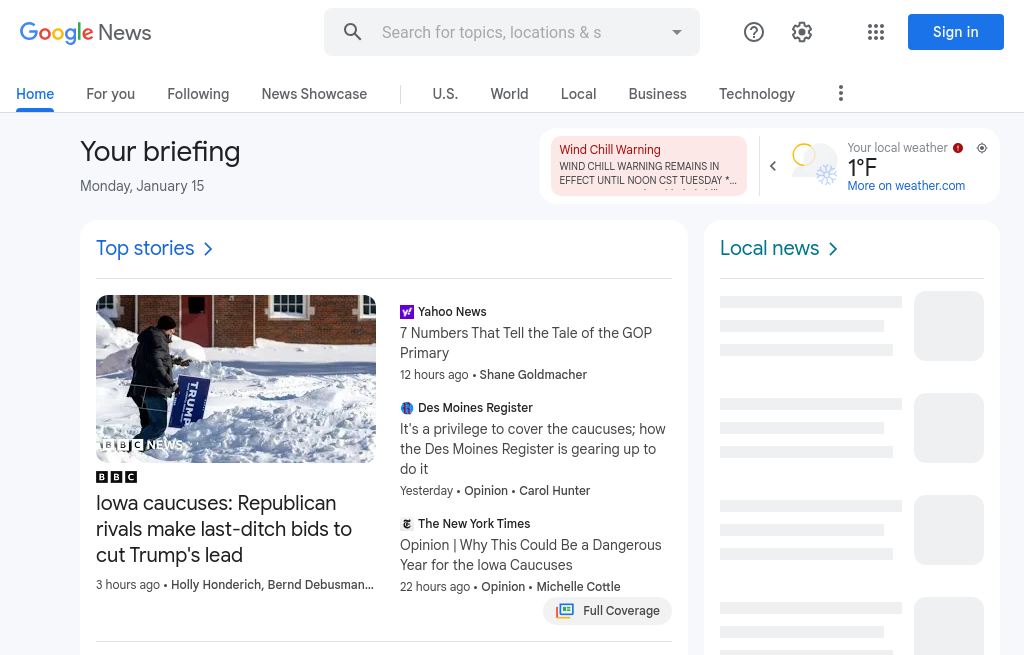 Google News
Search for topics, locations & s
Sign in
Home
For you
Following
News Showcase
U.S.
World
Local
Business
Technology
Your briefing
Monday, January 15
Wind Chill Warning
WIND CHILL WARNING REMAINS IN
EFFECT UNTIL NOON CST TUESDAY *...
Your local weather
1°F
More on weather.com
Top stories
TRUMP
BBC NEWS
BBC
Iowa caucuses: Republican
rivals make last-ditch bids to
cut Trump's lead
3 hours ago • Holly Honderich, Bernd Debusman...
Yahoo News
7 Numbers That Tell the Tale of the GOP
Primary
12 hours ago • Shane Goldmacher
Des Moines Register
It's a privilege to cover the caucuses; how
the Des Moines Register is gearing up to
do it
Yesterday • Opinion • Carol Hunter
The New York Times
Opinion | Why This Could Be a Dangerous
Year for the Iowa Caucuses
22 hours ago • Opinion • Michelle Cottle
Full Coverage
Local news